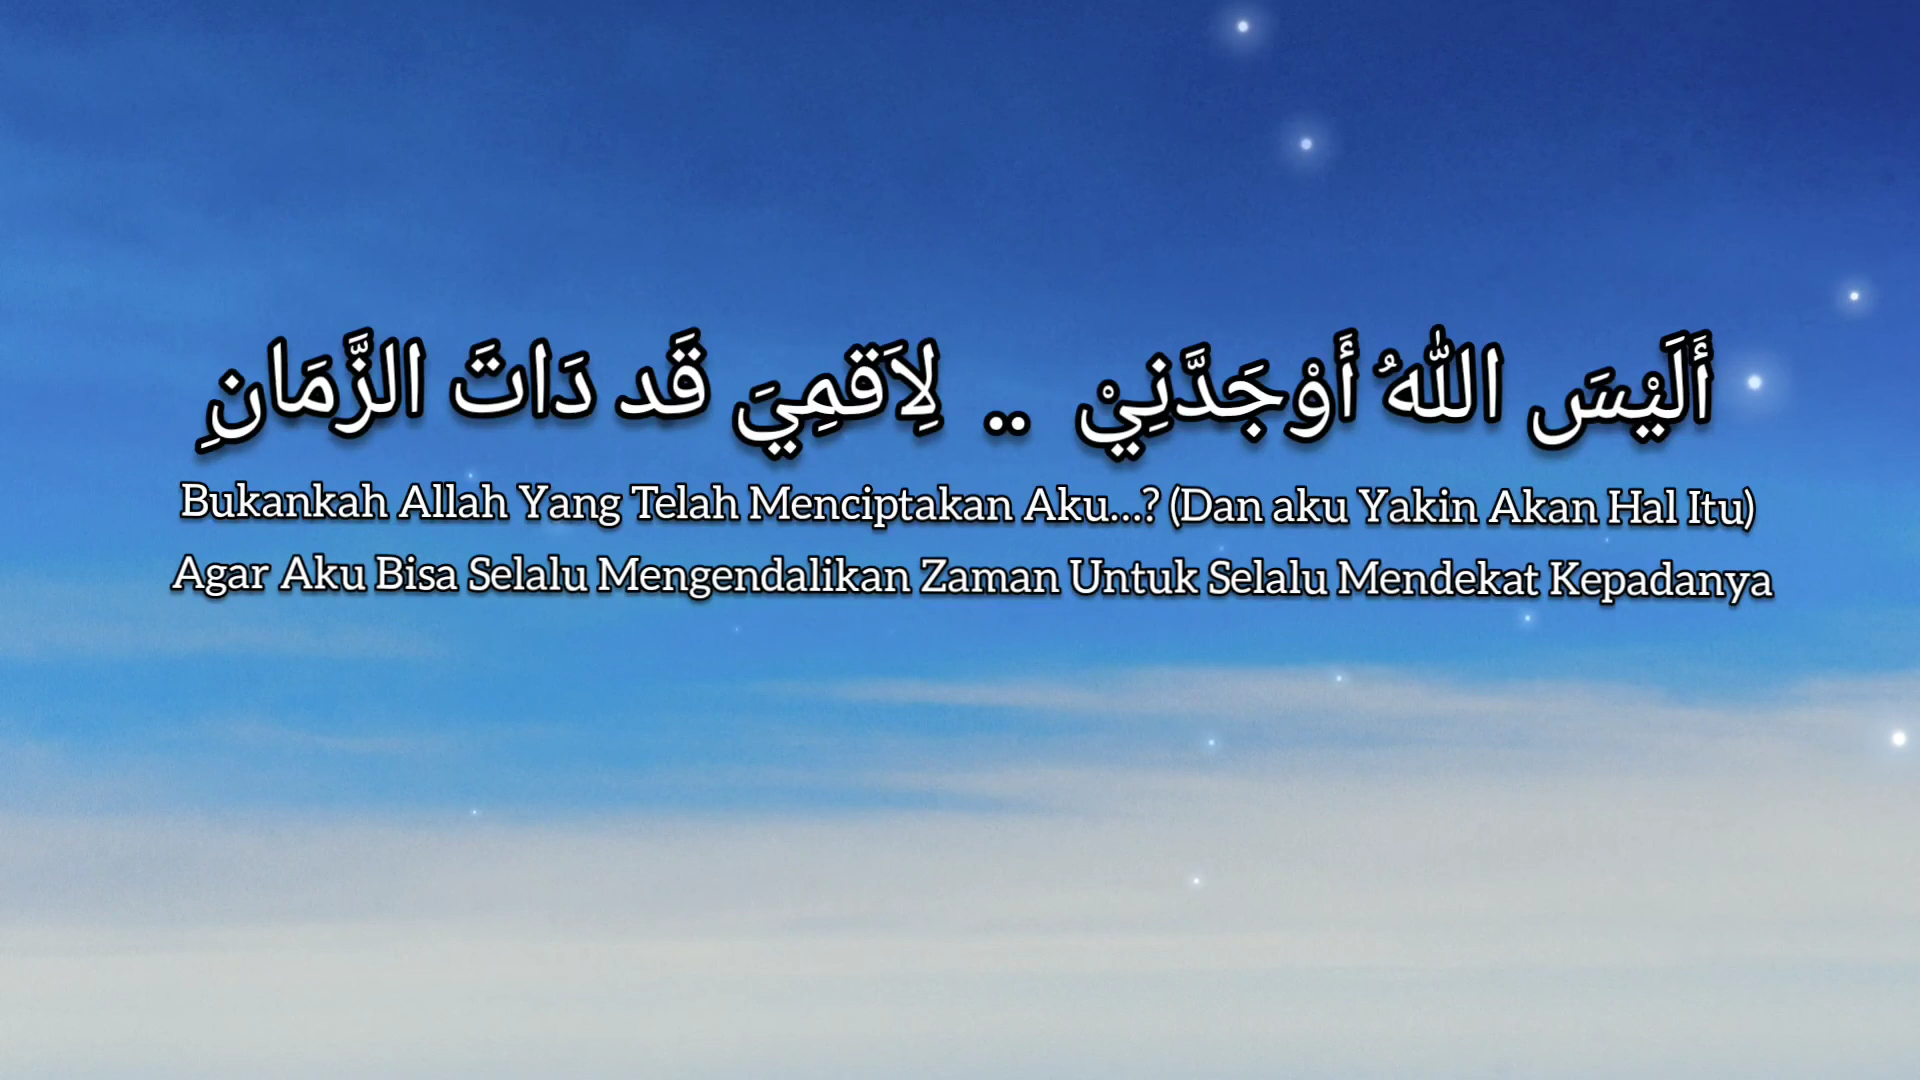 أَلَيْسَ اللّٰهُ أَوْجَدَّنِيْ .. لِاَقمِيَ قَد دَاتَ الزَّمَانِ
Bukankah Allah Yang Telah Menciptakan Aku...? (Dan aku Yakin Akan Hal Itu)
Agar Aku Bisa Selalu Mengendalikan Zaman Untuk Selalu Mendekat Kepadanya